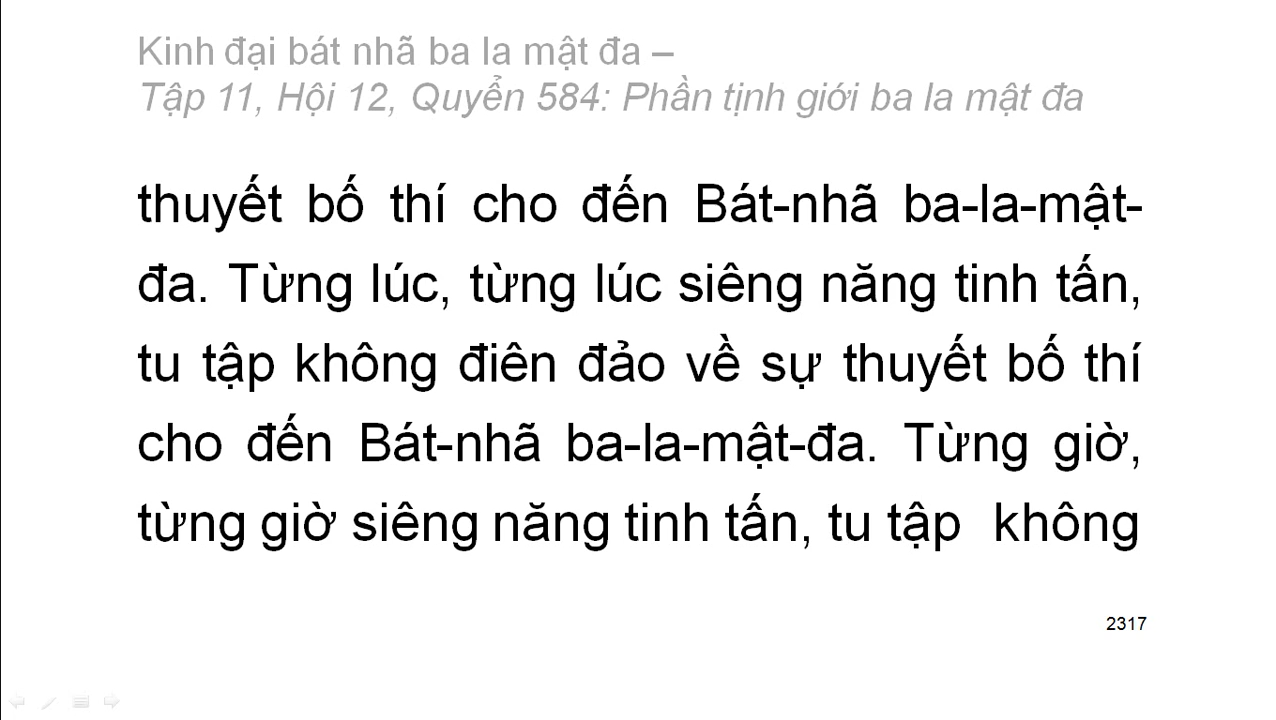 Kinh đại bát nhã ba la mật đa –
Tập 11, Hội 12, Quyển 584: Phần tịnh giới ba la mật đa
thuyết bố thí cho đến Bát-nhã ba-la-mật-
đa. Từng lúc, từng lúc siêng năng tinh tấn,
tu tập không điên đảo về sự thuyết bố thí
cho đến Bát-nhã ba-la-mật-đa. Từng giờ,
từng giờ siêng năng tinh tấn, tu tập  không
2317